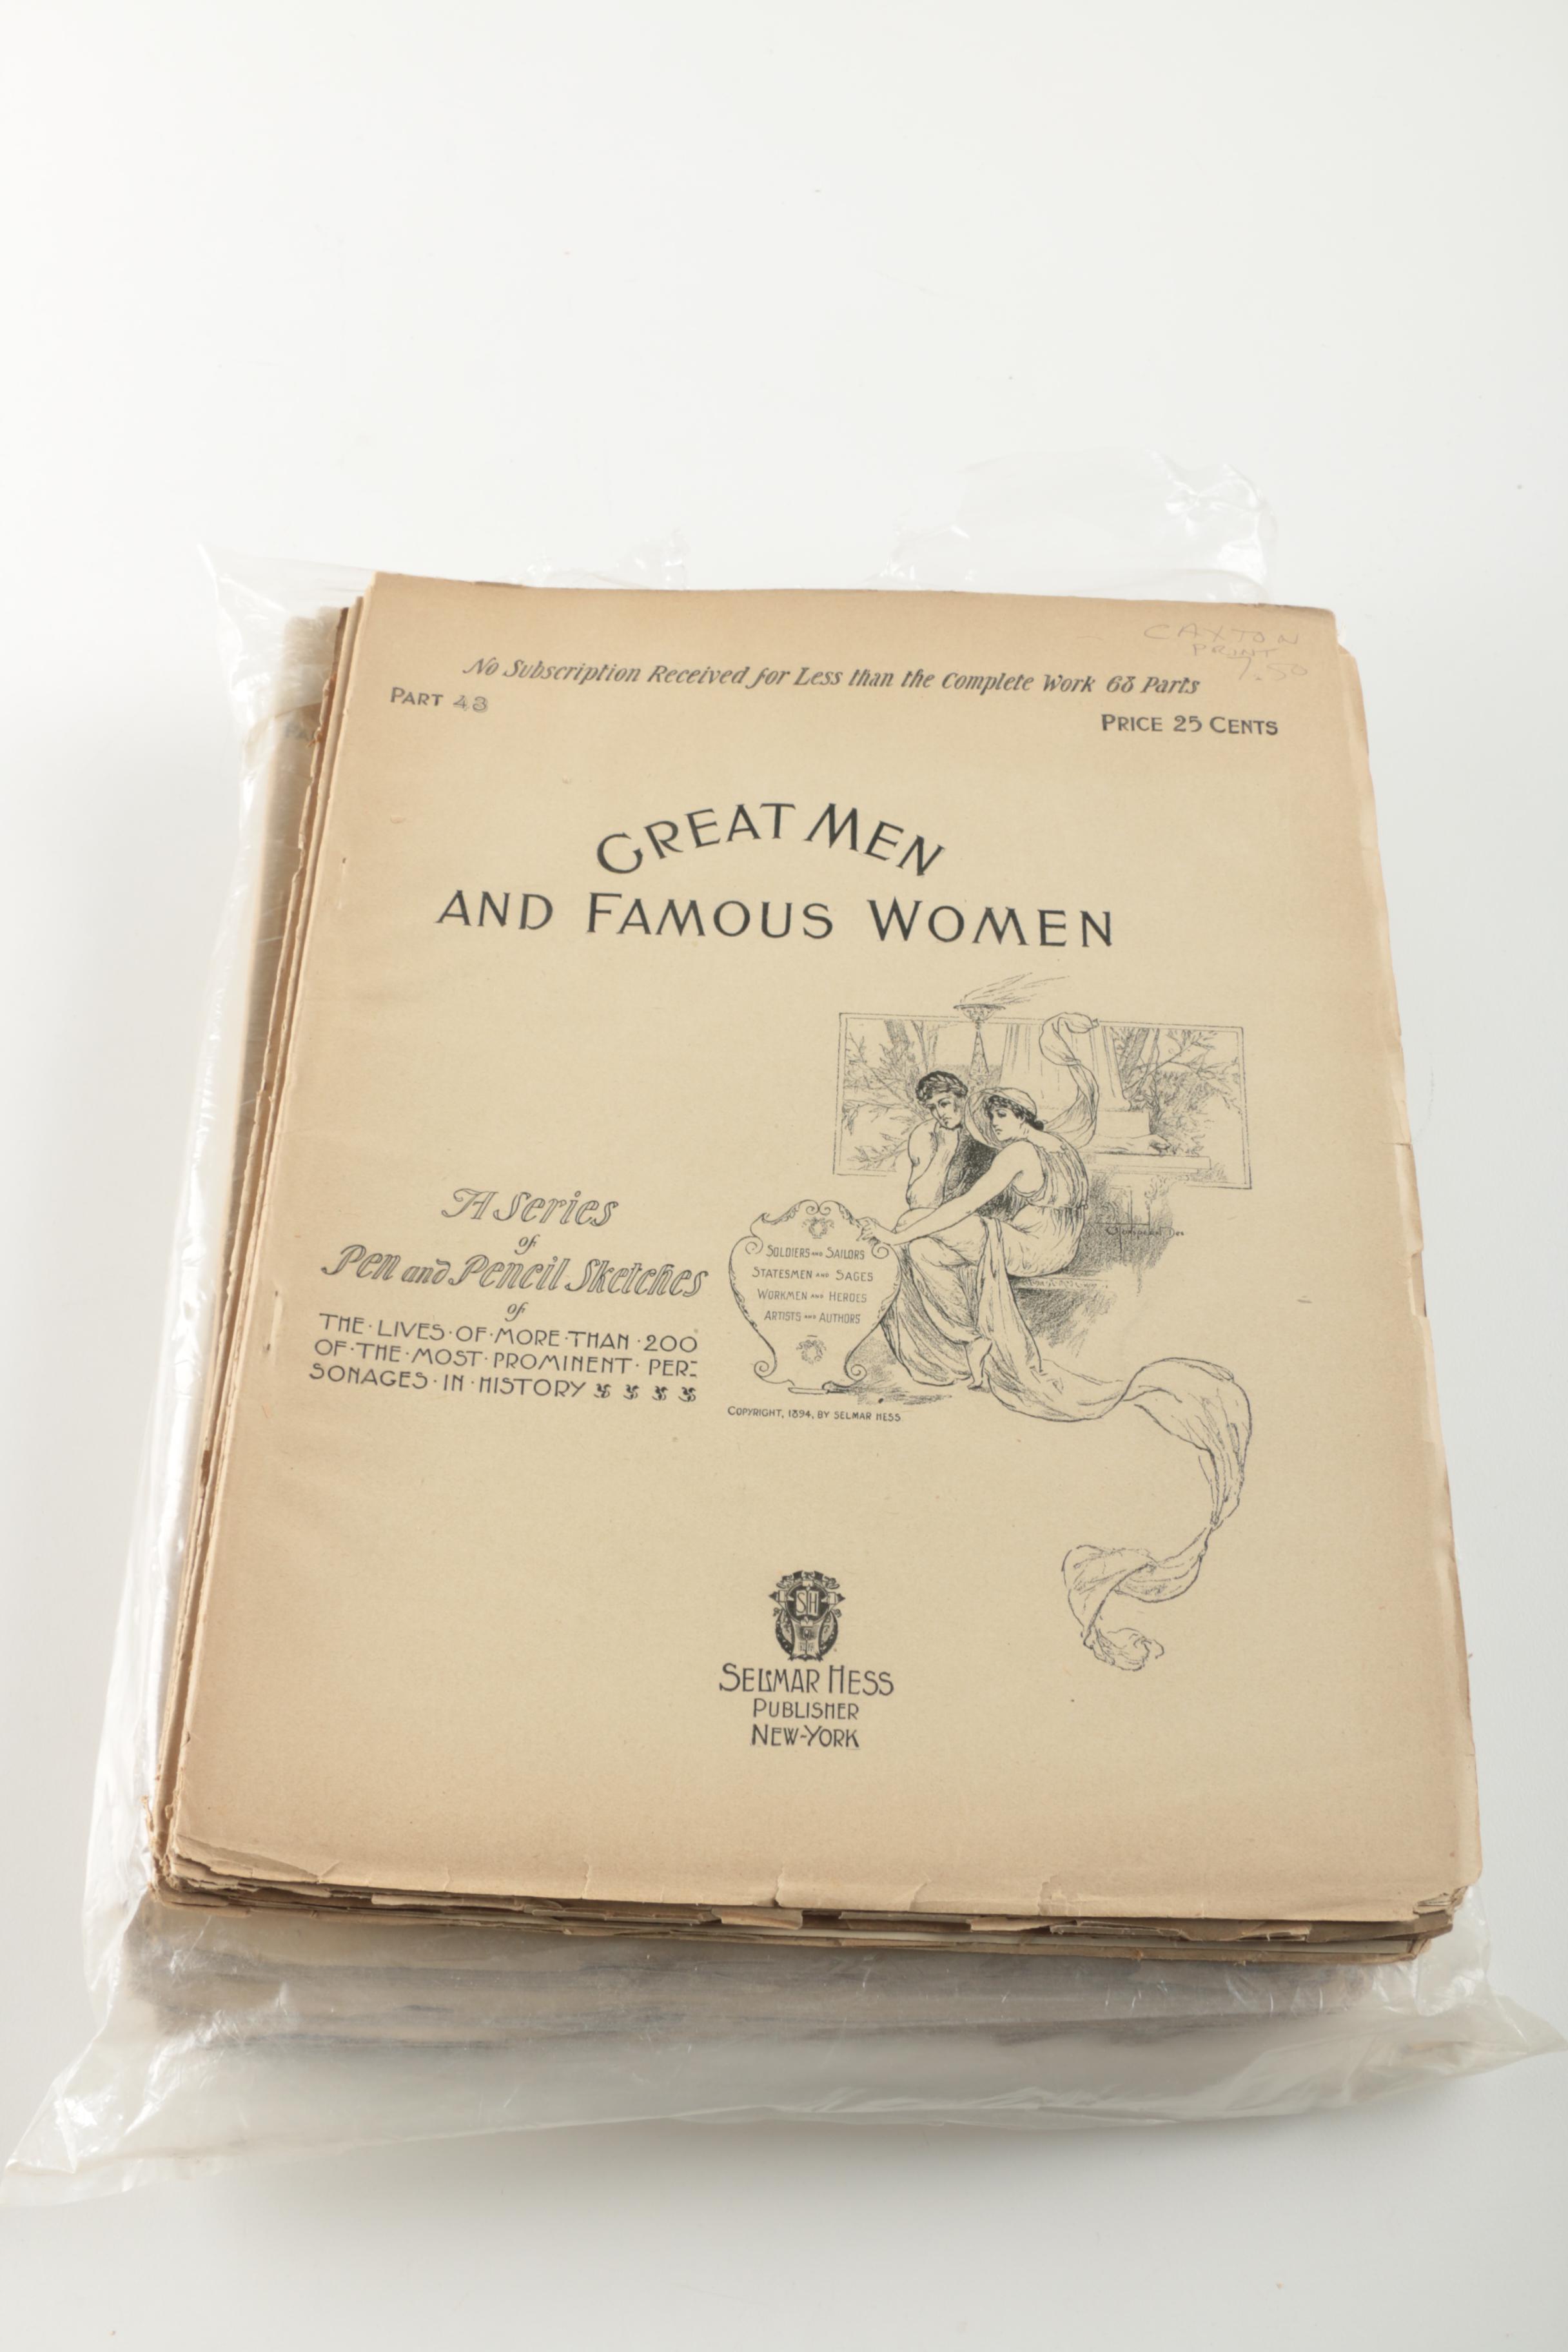 CAXTON
PRINT
7.50
No Subscription Received for Less than the Complete Work 68 Parts
PART 43
PRICE 25 CENTS
GREAT MEN
AND FAMOUS WOMEN
A Series
of
Pen and Pencil Sketches
of
THE·LIVES·OF·MORE·THAN·200
OF·THE·MOST·PROMINENT·PER-
SONAGES·IN·HISTORY
SOLDIERS AND SAILORS
STATESMEN AND SAGES
WORKMEN AND HEROES
ARTISTS AND AUTHORS
COPYRIGHT, 1894, BY SELMAR HESS
SH
SELMAR HESS
PUBLISHER
NEW-YORK